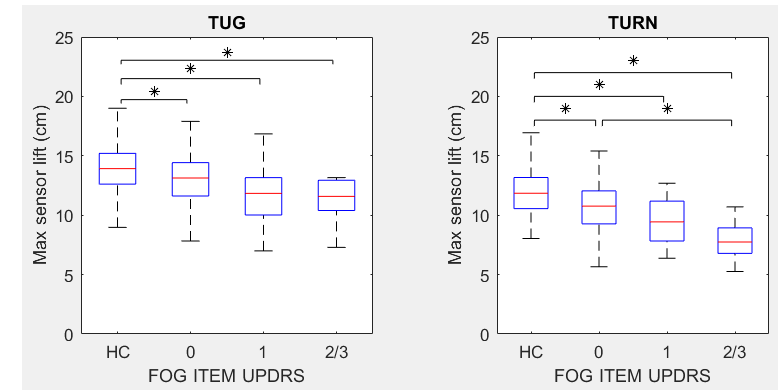 TUG
25
20
15
10
5
0
Max sensor lift (cm)
* * *
HC 0 1 2/3
FOG ITEM UPDRS
TURN
25
20
15
10
5
0
Max sensor lift (cm)
* * * *
HC 0 1 2/3
FOG ITEM UPDRS